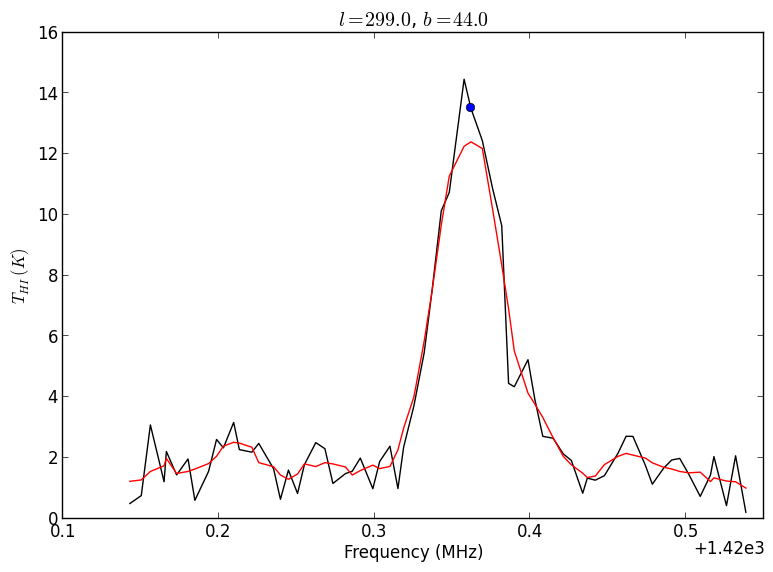 l = 299.0, b = 44.0
16
14
12
10
8
6
4
2
0
T_HI (K)
0.1 0.2 0.3 0.4 0.5
+1.42e3
Frequency (MHz)